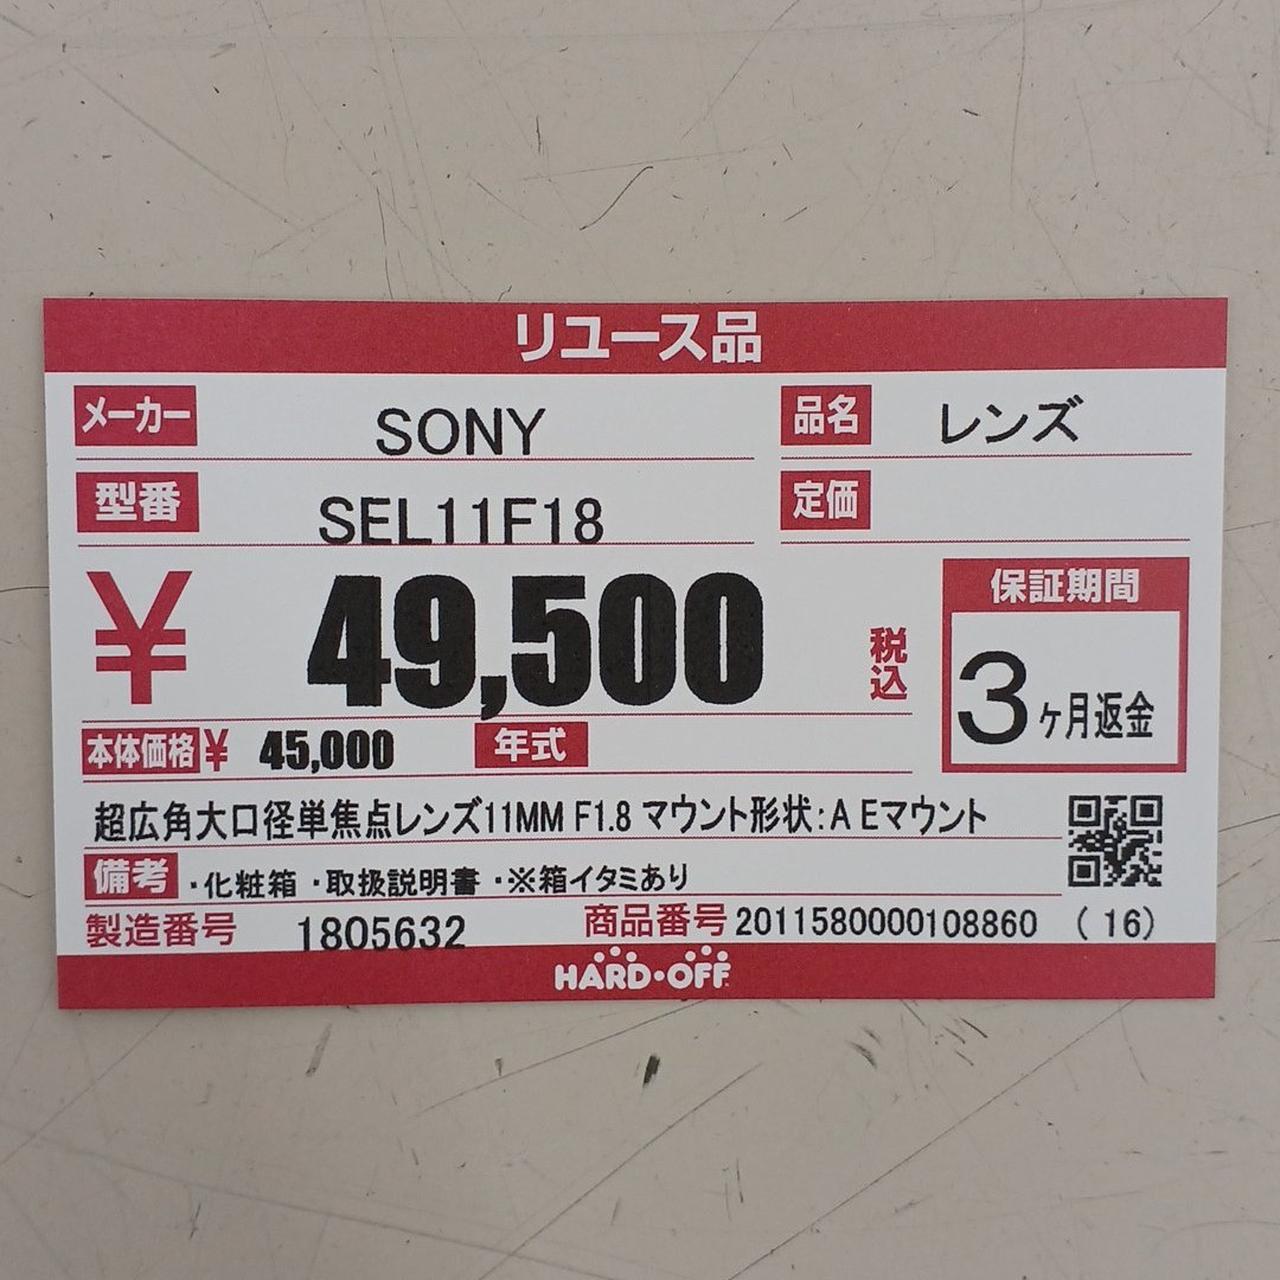 リユース品
メーカー SONY 品名 レンズ
型番 SEL11F18 定価
¥ 49,500 税込
保証期間
3ヶ月返金
本体価格 ¥ 45,000 年式
超広角大口径単焦点レンズ11MM F1.8 マウント形状:A Eマウント
備考 ・化粧箱 ・取扱説明書 ・※箱イタミあり
製造番号 1805632 商品番号 2011580000108860 (16)
HARD・OFF